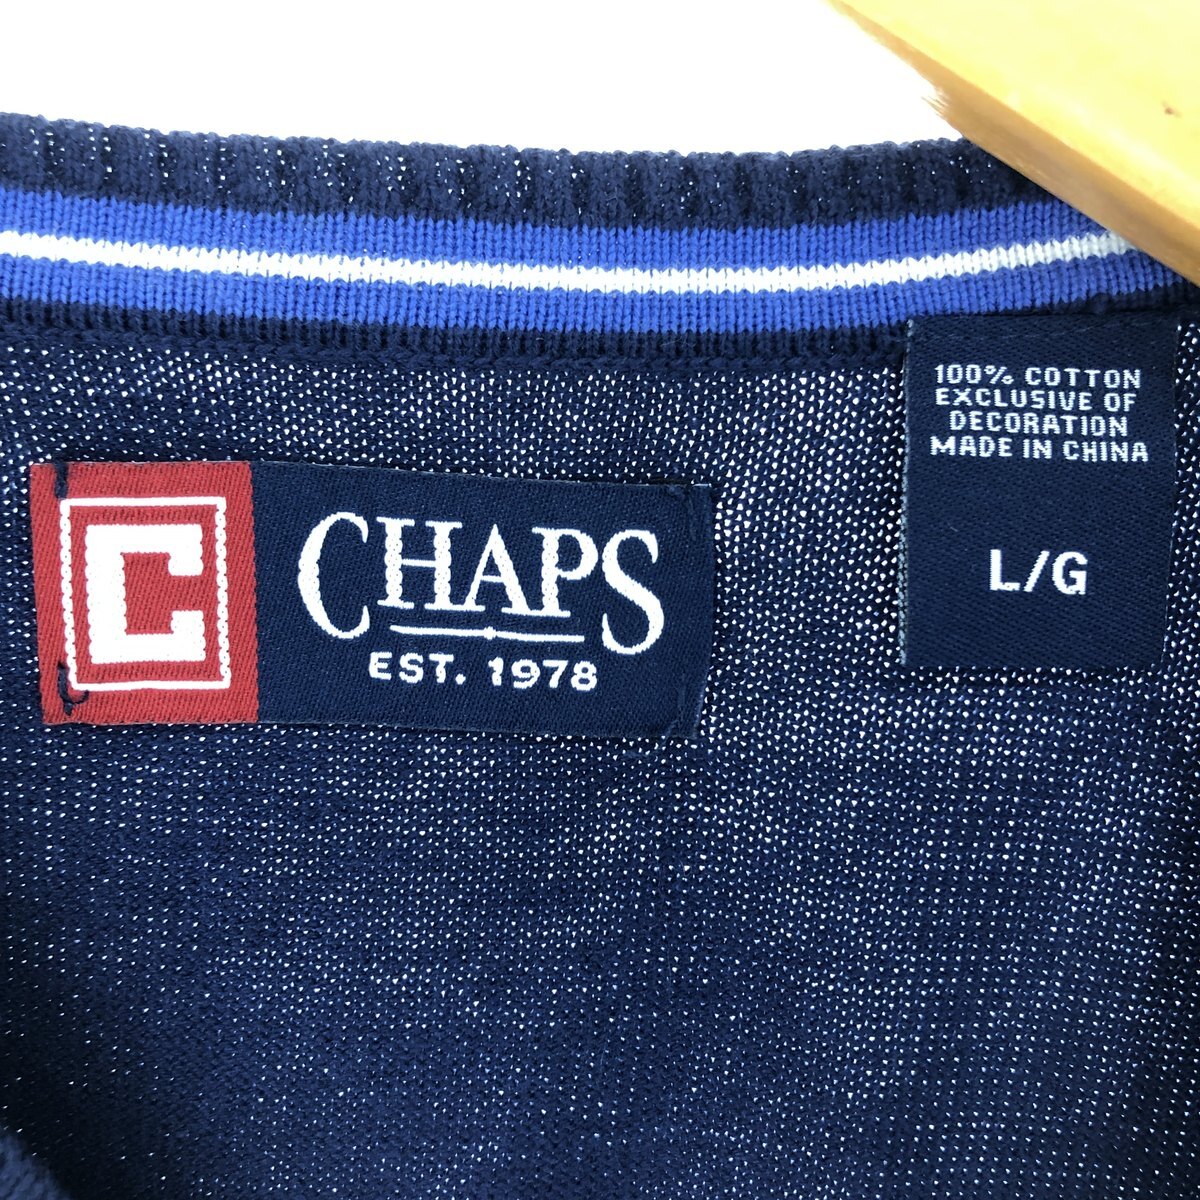 C CHAPS
EST. 1978
100% COTTON
EXCLUSIVE OF
DECORATION
MADE IN CHINA
L/G